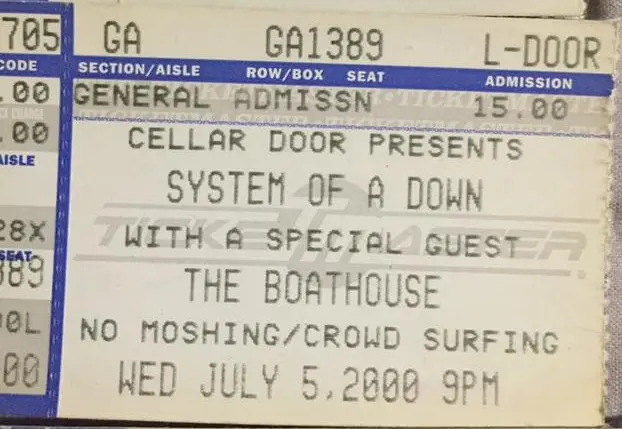 705 GA GA1389 L-DOOR
CODE SECTION/AISLE ROW/BOX SEAT ADMISSION
.00 GENERAL ADMISSN 15.00
.00 CELLAR DOOR PRESENTS
AISLE
SYSTEM OF A DOWN
TICKETMASTER
28X WITH A SPECIAL GUEST
SEAT
389 THE BOATHOUSE
00L NO MOSHING/CROWD SURFING
00 WED JULY 5,2000 9PM